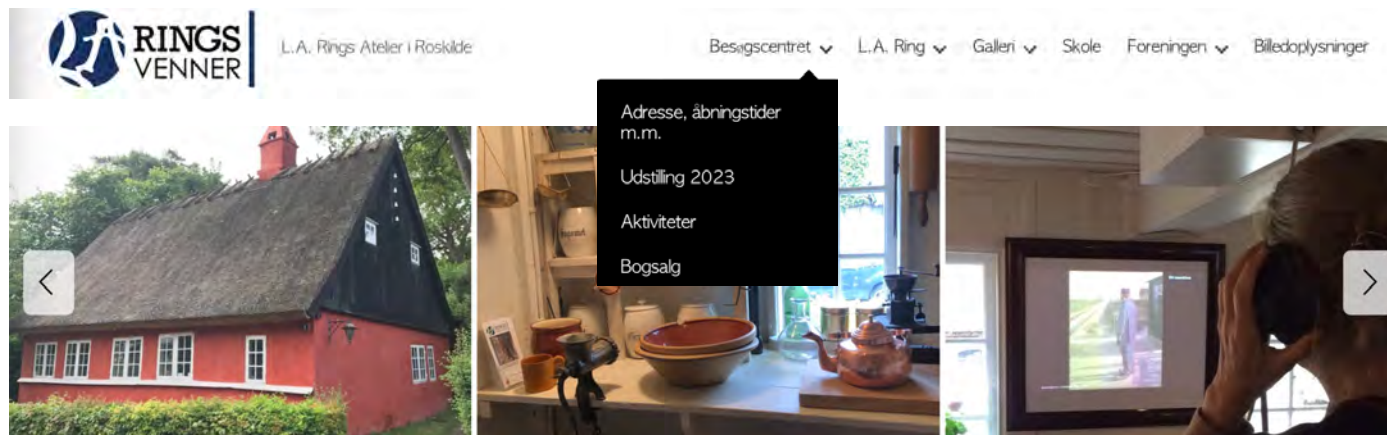 LA RINGS
VENNER
L.A. Rings Atelier i Roskilde
Besøgscentret
L.A. Ring
Galleri
Skole
Foreningen
Billedoplysninger
Adresse, åbningstider
m.m.
Udstilling 2023
Aktiviteter
Bogsalg